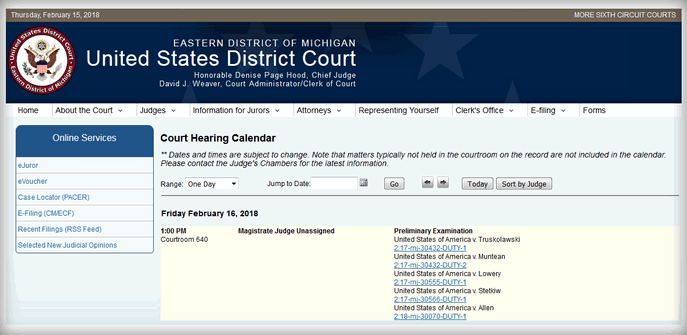 Thursday, February 15, 2018
MORE SIXTH CIRCUIT COURTS
EASTERN DISTRICT OF MICHIGAN
United States District Court
Honorable Denise Page Hood, Chief Judge
David J. Weaver, Court Administrator/Clerk of Court
Home About the Court Judges Information for Jurors Attorneys Representing Yourself Clerk's Office E-filing Forms
Online Services
eJuror
eVoucher
Case Locator (PACER)
E-Filing (CM/ECF)
Recent Filings (RSS Feed)
Selected New Judicial Opinions
Court Hearing Calendar
** Dates and times are subject to change. Note that matters typically not held in the courtroom on the record are not included in the calendar.
Please contact the Judge's Chambers for the latest information.
Range: One Day Jump to Date: Go Today Sort by Judge
Friday February 16, 2018
1:00 PM Magistrate Judge Unassigned Preliminary Examination
Courtroom 640 United States of America v. Truskolawski
2:17-mj-30432-DUTY-1
United States of America v. Muntean
2:17-mj-30432-DUTY-2
United States of America v. Lowery
2:17-mj-30555-DUTY-1
United States of America v. Stetkiw
2:17-mj-30566-DUTY-1
United States of America v. Allen
2:18-mj-30070-DUTY-1